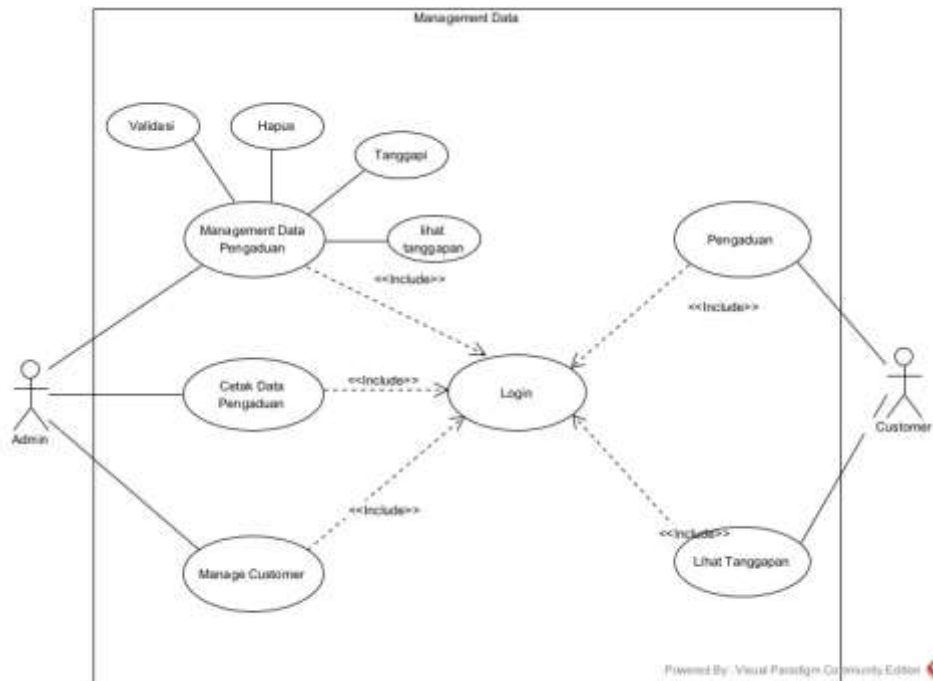 Management Data
Validasi
Hapus
Tanggapi
Management Data
Pengaduan
lihat
tanggapan
Pengaduan
<<Include>>
<<Include>>
Cetak Data
Pengaduan
<<Include>>
Login
Admin
Customer
<<Include>>
<<Include>>
Manage Customer
Lihat Tanggapan
Powered By Visual Paradigm Community Edition